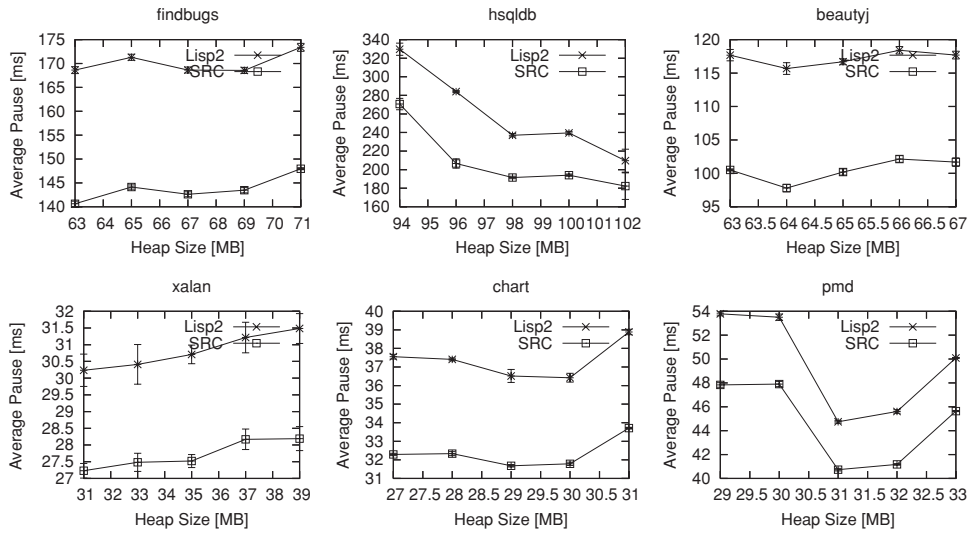 findbugs
Average Pause [ms]
175
170
165
160
155
150
145
140
Lisp2
SRC
63 64 65 66 67 68 69 70 71
Heap Size [MB]
hsqldb
Average Pause [ms]
340
320
300
280
260
240
220
200
180
160
Lisp2
SRC
94 95 96 97 98 99 100 101 102
Heap Size [MB]
beautyj
Average Pause [ms]
120
115
110
105
100
95
Lisp2
SRC
63 63.5 64 64.5 65 65.5 66 66.5 67
Heap Size [MB]
xalan
Average Pause [ms]
32
31.5
31
30.5
30
29.5
29
28.5
28
27.5
27
Lisp2
SRC
31 32 33 34 35 36 37 38 39
Heap Size [MB]
chart
Average Pause [ms]
40
39
38
37
36
35
34
33
32
31
Lisp2
SRC
27 27.5 28 28.5 29 29.5 30 30.5 31
Heap Size [MB]
pmd
Average Pause [ms]
54
52
50
48
46
44
42
40
Lisp2
SRC
29 29.5 30 30.5 31 31.5 32 32.5 33
Heap Size [MB]